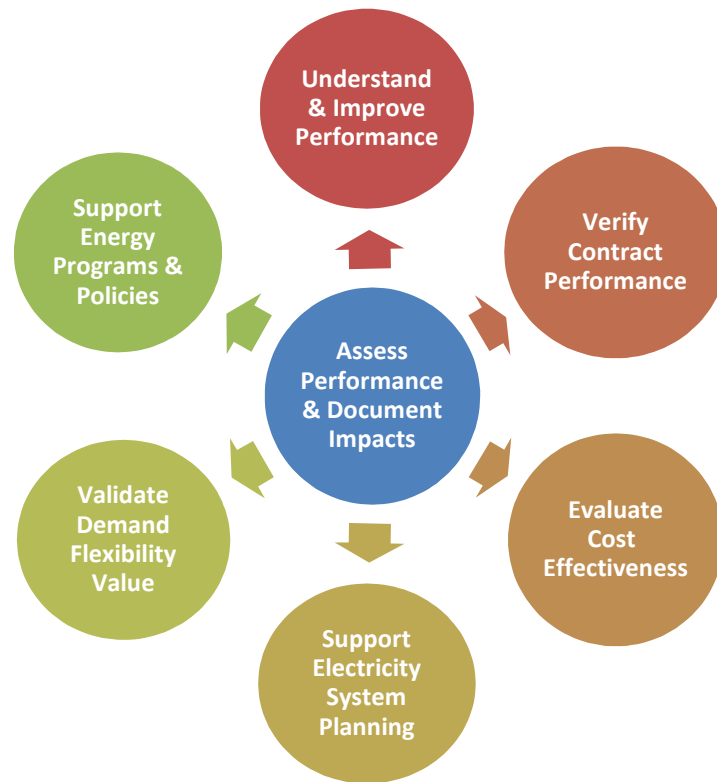 Understand
& Improve
Performance
Verify
Contract
Performance
Evaluate
Cost
Effectiveness
Support
Electricity
System
Planning
Validate
Demand
Flexibility
Value
Support
Energy
Programs &
Policies
Assess
Performance
& Document
Impacts